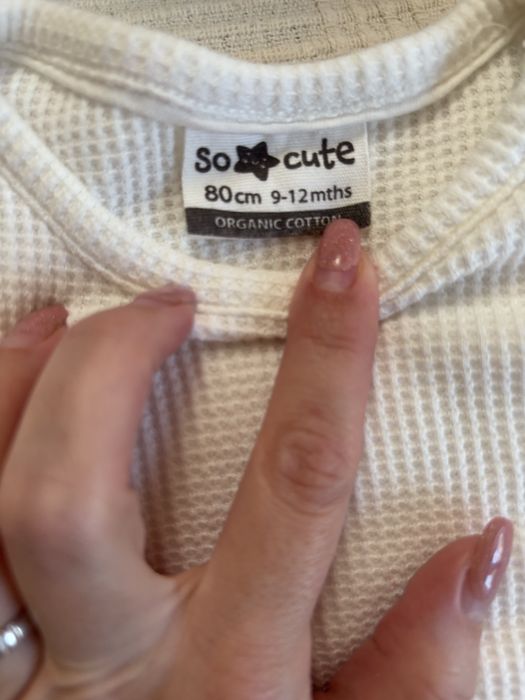 So cute
80cm 9-12mths
ORGANIC COTTON